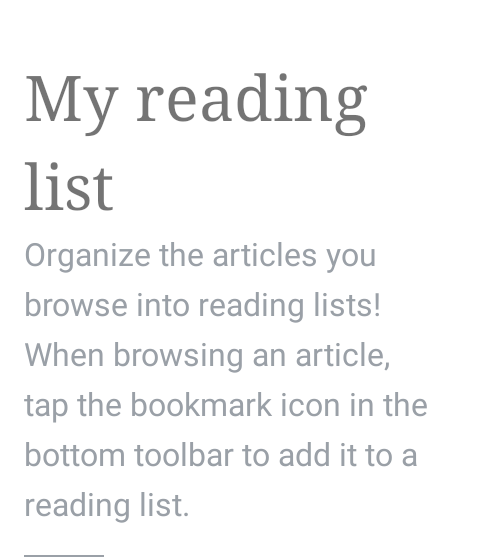 My reading
list
Organize the articles you
browse into reading lists!
When browsing an article,
tap the bookmark icon in the
bottom toolbar to add it to a
reading list.